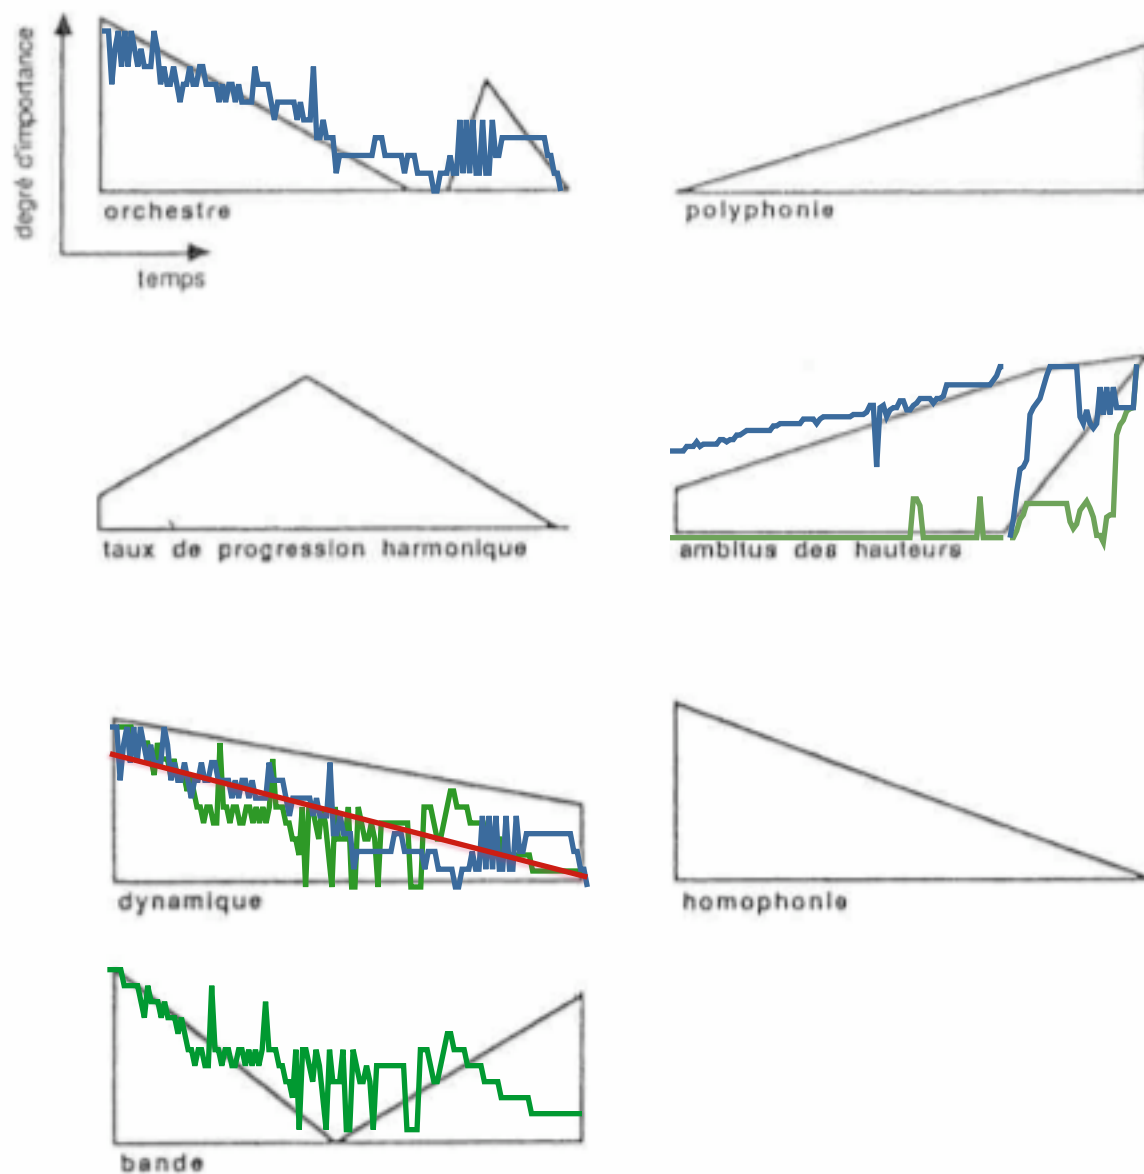 degré d'importance
orchestre
temps
polyphonie
taux de progression harmonique
ambitus des hauteurs
dynamique
homophonie
bande